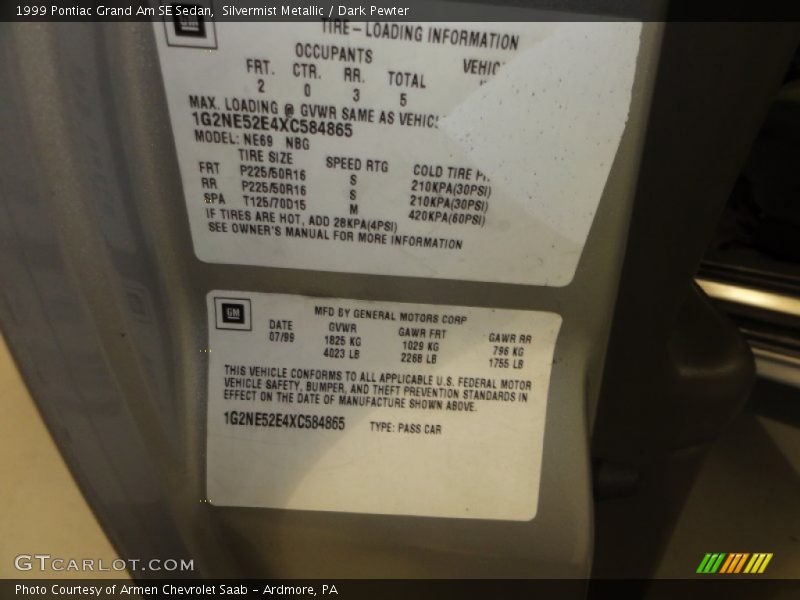 1999 Pontiac Grand Am SE Sedan,  Silvermist Metallic / Dark Pewter
GM
TIRE-LOADING INFORMATION
OCCUPANTS
FRT. CTR. RR. TOTAL
2 0 3 5
MAX. LOADING @ GVWR SAME AS
1G2NE52E4XC584865
MODEL: NE69 NBG
TIRE SIZE SPEED RTG COLD TIRE
FRT P225/50R16 S 210KPA(30PSI)
RR P225/50R16 S 210KPA(30PSI)
SPA T125/70D15 M 420KPA(60PSI)
IF TIRES ARE HOT, ADD 28KPA(4PSI)
SEE OWNER'S MANUAL FOR MORE INFORMATION
GM
MFD BY GENERAL MOTORS CORP
DATE GVWR GAWR FRT GAWR RR
07/99 1825 KG 1029 KG 796 KG
4023 LB 2268 LB 1755 LB
THIS VEHICLE CONFORMS TO ALL APPLICABLE U.S. FEDERAL MOTOR
VEHICLE SAFETY, BUMPER, AND THEFT PREVENTION STANDARDS IN
EFFECT ON THE DATE OF MANUFACTURE SHOWN ABOVE.
1G2NE52E4XC584865 TYPE: PASS CAR
GTCarLot.com
Photo Courtesy of Armen Chevrolet Saab - Ardmore, PA